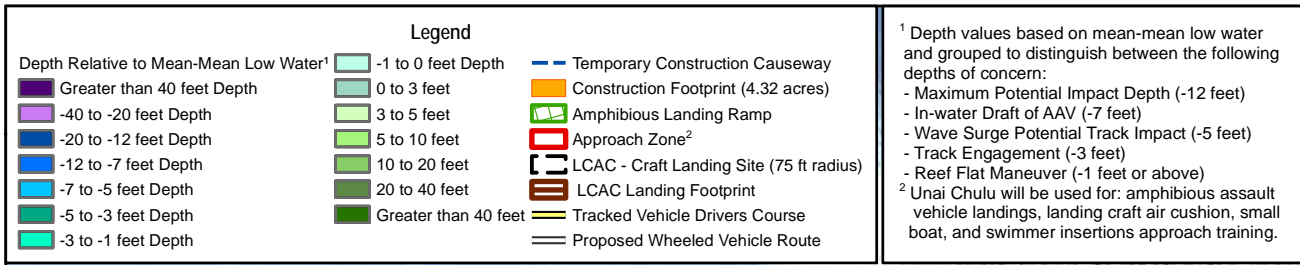 Legend
Depth Relative to Mean-Mean Low Water¹
Greater than 40 feet Depth
-40 to -20 feet Depth
-20 to -12 feet Depth
-12 to -7 feet Depth
-7 to -5 feet Depth
-5 to -3 feet Depth
-3 to -1 feet Depth
-1 to 0 feet Depth
0 to 3 feet
3 to 5 feet
5 to 10 feet
10 to 20 feet
20 to 40 feet
Greater than 40 feet
Temporary Construction Causeway
Construction Footprint (4.32 acres)
Amphibious Landing Ramp
Approach Zone²
LCAC - Craft Landing Site (75 ft radius)
LCAC Landing Footprint
Tracked Vehicle Drivers Course
Proposed Wheeled Vehicle Route
¹ Depth values based on mean-mean low water
and grouped to distinguish between the following
depths of concern:
- Maximum Potential Impact Depth (-12 feet)
- In-water Draft of AAV (-7 feet)
- Wave Surge Potential Track Impact (-5 feet)
- Track Engagement (-3 feet)
- Reef Flat Maneuver (-1 feet or above)
² Unai Chulu will be used for: amphibious assault
vehicle landings, landing craft air cushion, small
boat, and swimmer insertions approach training.